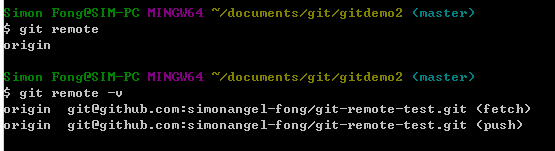 Simon Fong@SIM-PC MINGW64 ~/documents/git/gitdemo2 (master)
$ git remote
origin
Simon Fong@SIM-PC MINGW64 ~/documents/git/gitdemo2 (master)
$ git remote -v
origin  git@github.com:simonangel-fong/git-remote-test.git (fetch)
origin  git@github.com:simonangel-fong/git-remote-test.git (push)